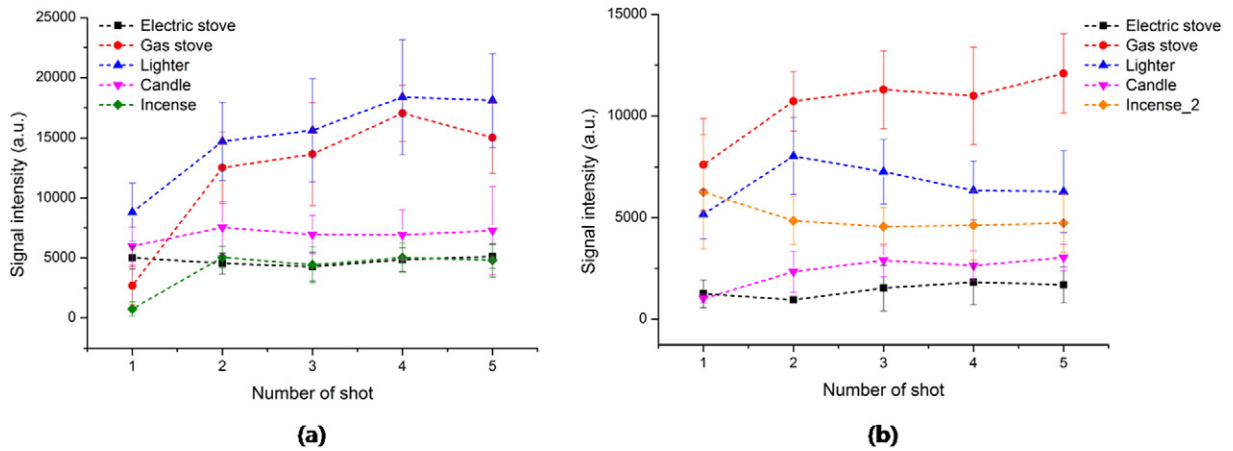 25000
20000
15000
10000
5000
0
Signal intensity (a.u.)
Electric stove
Gas stove
Lighter
Candle
Incense
1 2 3 4 5
Number of shot
(a)
15000
10000
5000
0
Signal intensity (a.u.)
Electric stove
Gas stove
Lighter
Candle
Incense_2
1 2 3 4 5
Number of shot
(b)